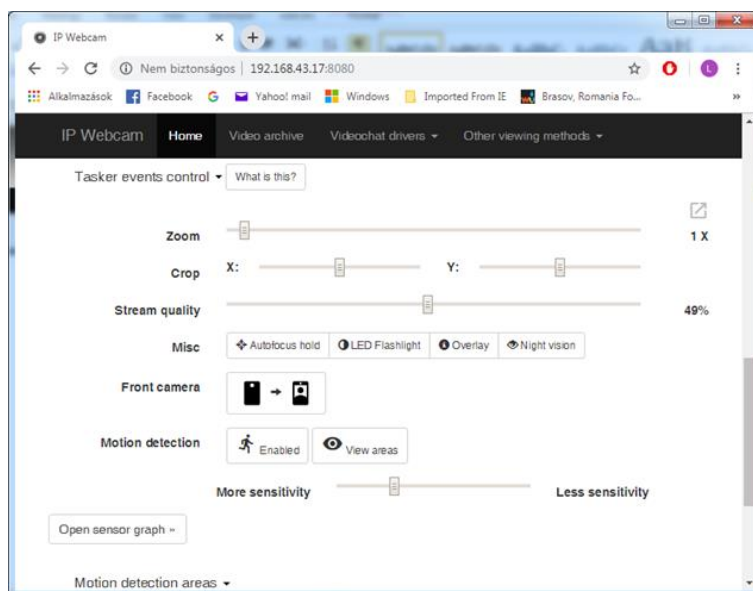 IP Webcam
Nem biztonságos | 192.168.43.17:8080
Alkalmazások Facebook Yahoo! mail Windows Imported From IE Brasov, Romania Fo... »
IP Webcam Home Video archive Videochat drivers Other viewing methods
Tasker events control What is this?
Zoom 1 X
Crop X: Y:
Stream quality 49%
Misc Autofocus hold LED Flashlight Overlay Night vision
Front camera
Motion detection Enabled View areas
More sensitivity Less sensitivity
Open sensor graph »
Motion detection areas